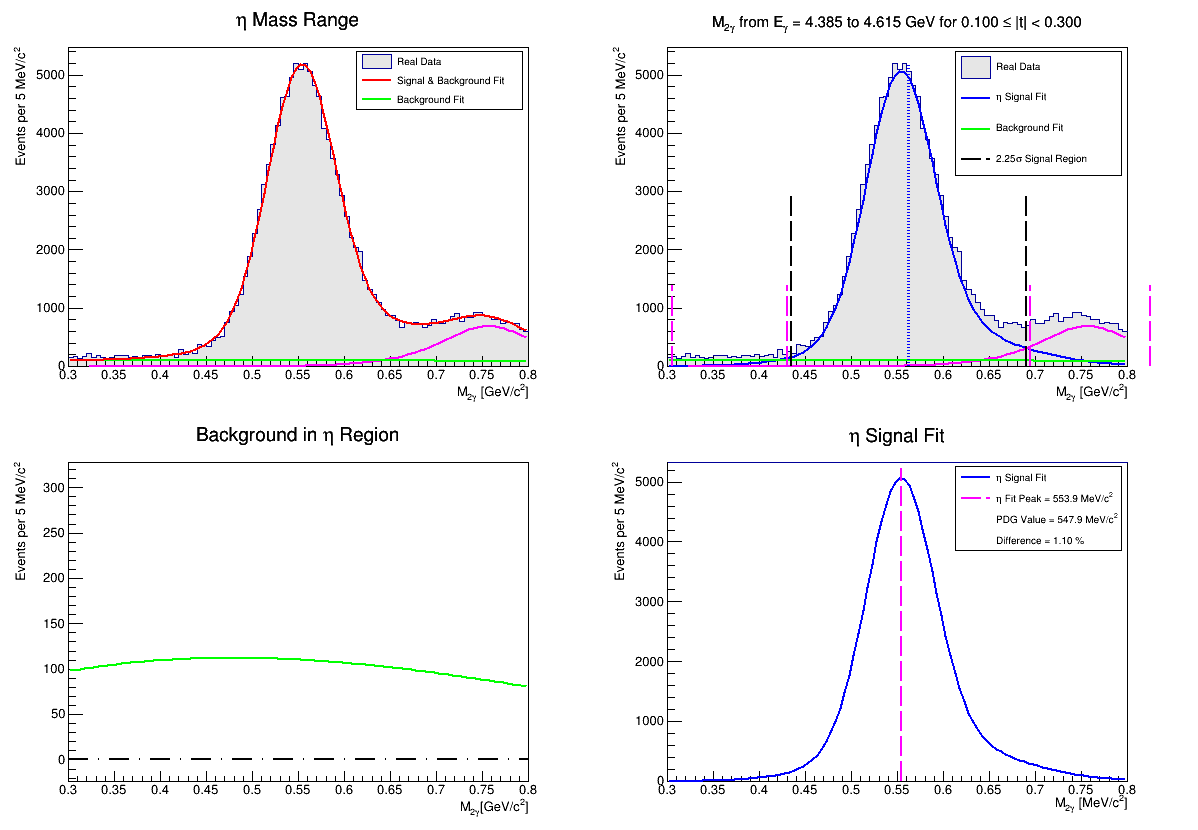 η Mass Range
Events per 5 MeV/c²
5000
4000
3000
2000
1000
0
Real Data
Signal & Background Fit
Background Fit
0.3 0.35 0.4 0.45 0.5 0.55 0.6 0.65 0.7 0.75 0.8
M₂γ [GeV/c²]
M₂γ from Eγ = 4.385 to 4.615 GeV for 0.100 ≤ |t| < 0.300
Events per 5 MeV/c²
5000
4000
3000
2000
1000
0
Real Data
η Signal Fit
Background Fit
2.25σ Signal Region
0.3 0.35 0.4 0.45 0.5 0.55 0.6 0.65 0.7 0.75 0.8
M₂γ [GeV/c²]
Background in η Region
Events per 5 MeV/c²
300
250
200
150
100
50
0
0.3 0.35 0.4 0.45 0.5 0.55 0.6 0.65 0.7 0.75 0.8
M₂γ[GeV/c²]
η Signal Fit
Events per 5 MeV/c²
5000
4000
3000
2000
1000
0
η Signal Fit
η Fit Peak = 553.9 MeV/c²
PDG Value = 547.9 MeV/c²
Difference = 1.10 %
0.3 0.35 0.4 0.45 0.5 0.55 0.6 0.65 0.7 0.75 0.8
M₂γ [MeV/c²]